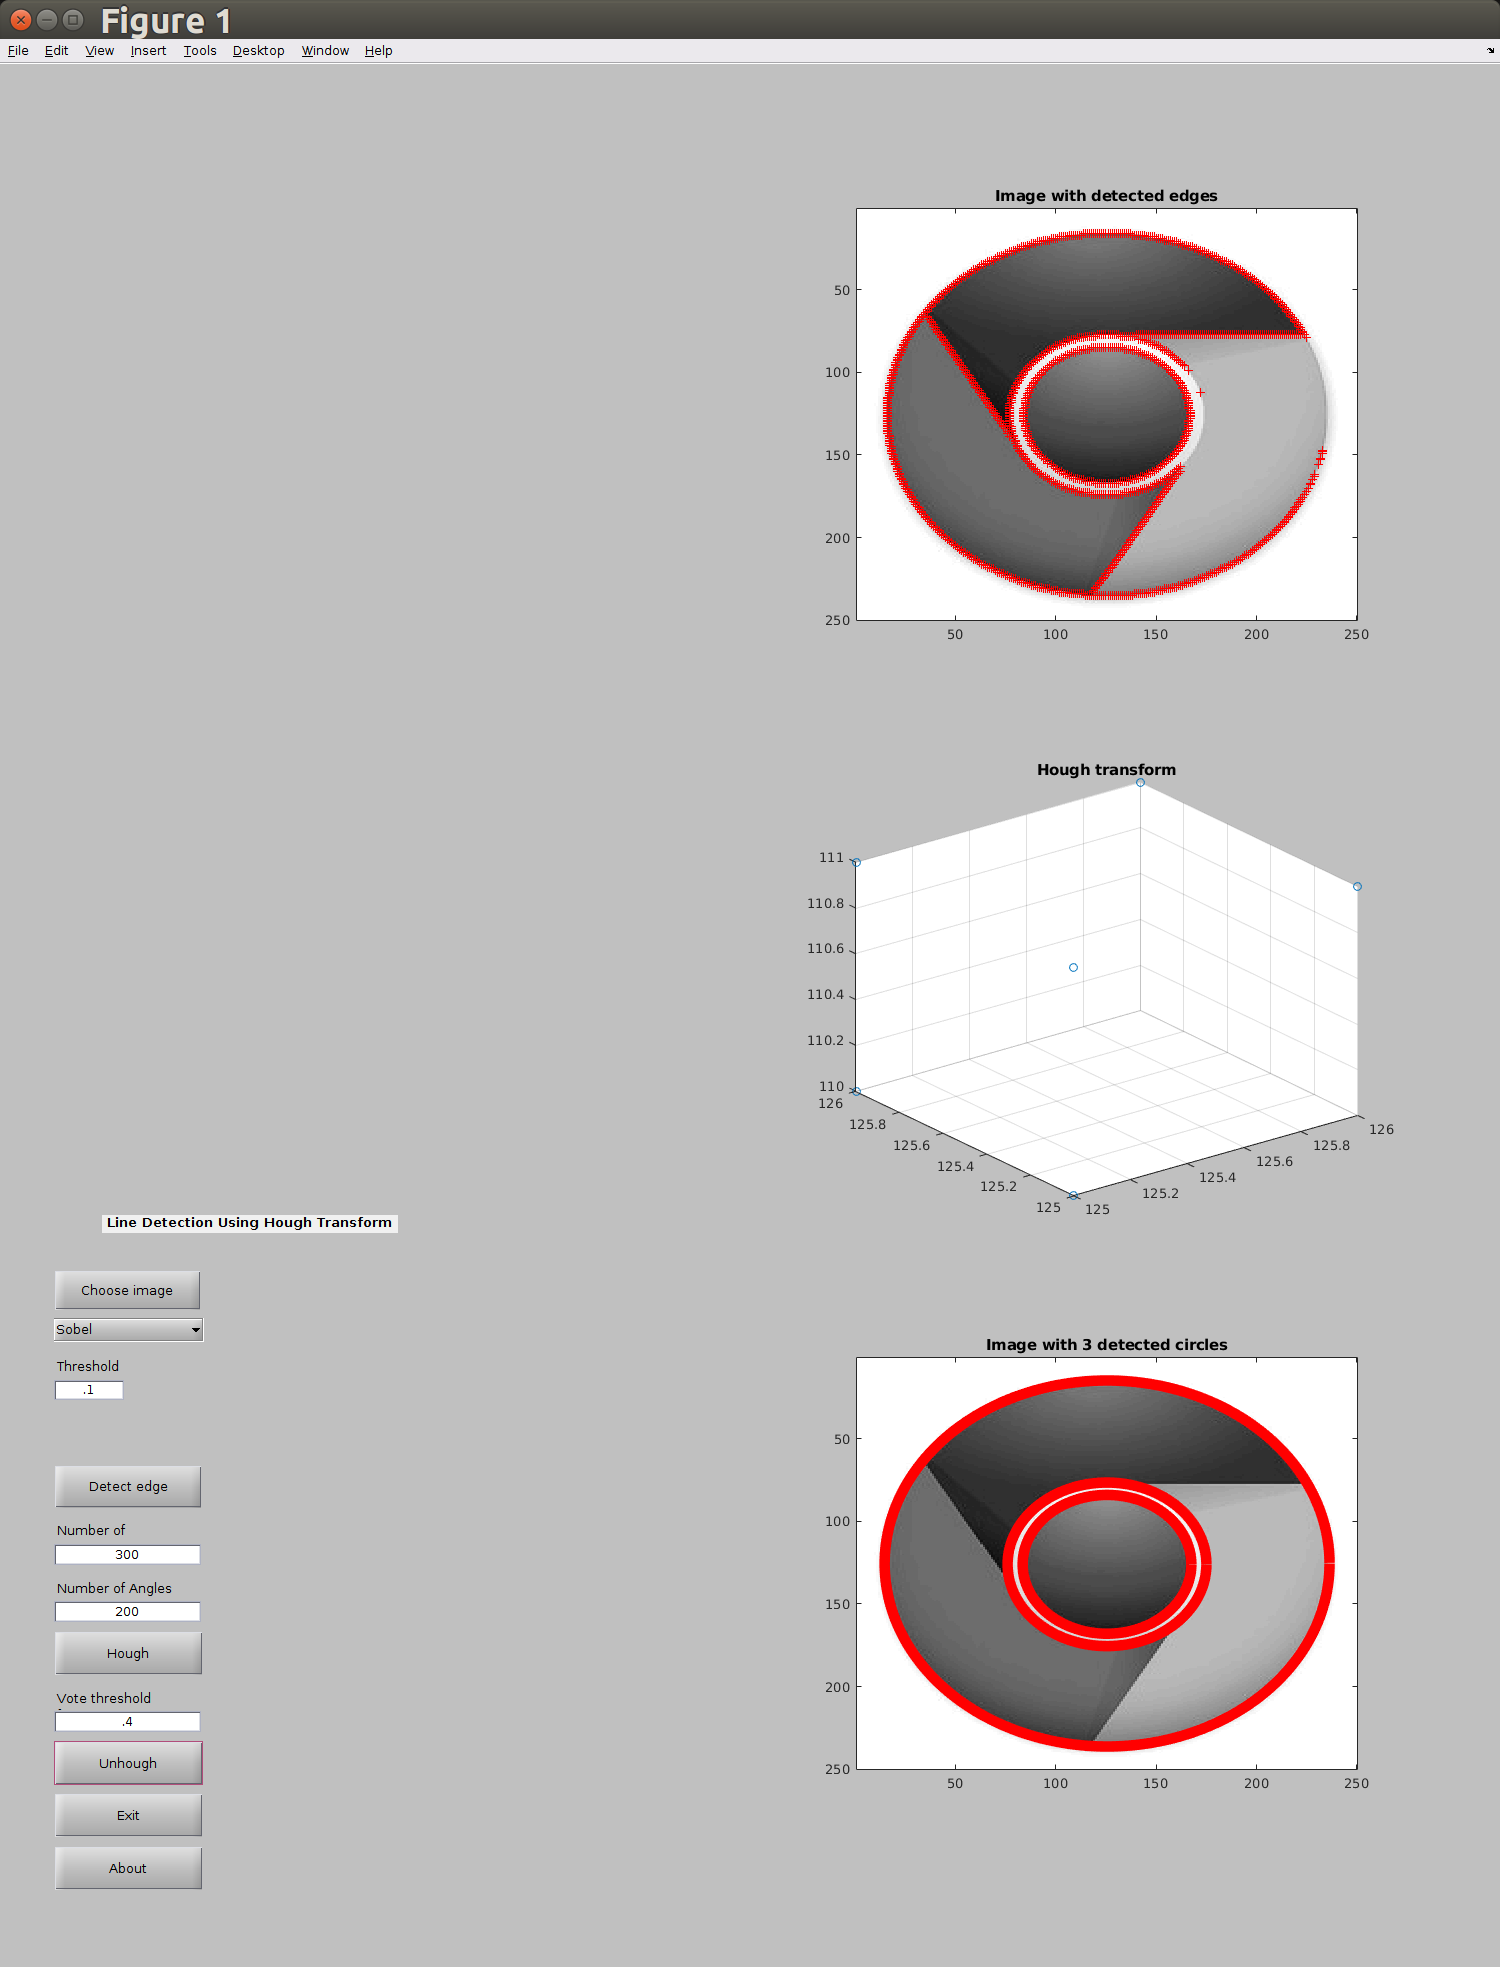 Figure 1
File Edit View Insert Tools Desktop Window Help
Image with detected edges
50
100
150
200
250
50 100 150 200 250
Hough transform
111
110.8
110.6
110.4
110.2
110
126
125.8
125.6
125.4
125.2
125
125
125.2
125.4
125.6
125.8
126
Line Detection Using Hough Transform
Choose image
Sobel
Threshold
.1
Detect edge
Number of
300
Number of Angles
200
Hough
Vote threshold
.4
Unhough
Exit
About
Image with 3 detected circles
50
100
150
200
250
50 100 150 200 250